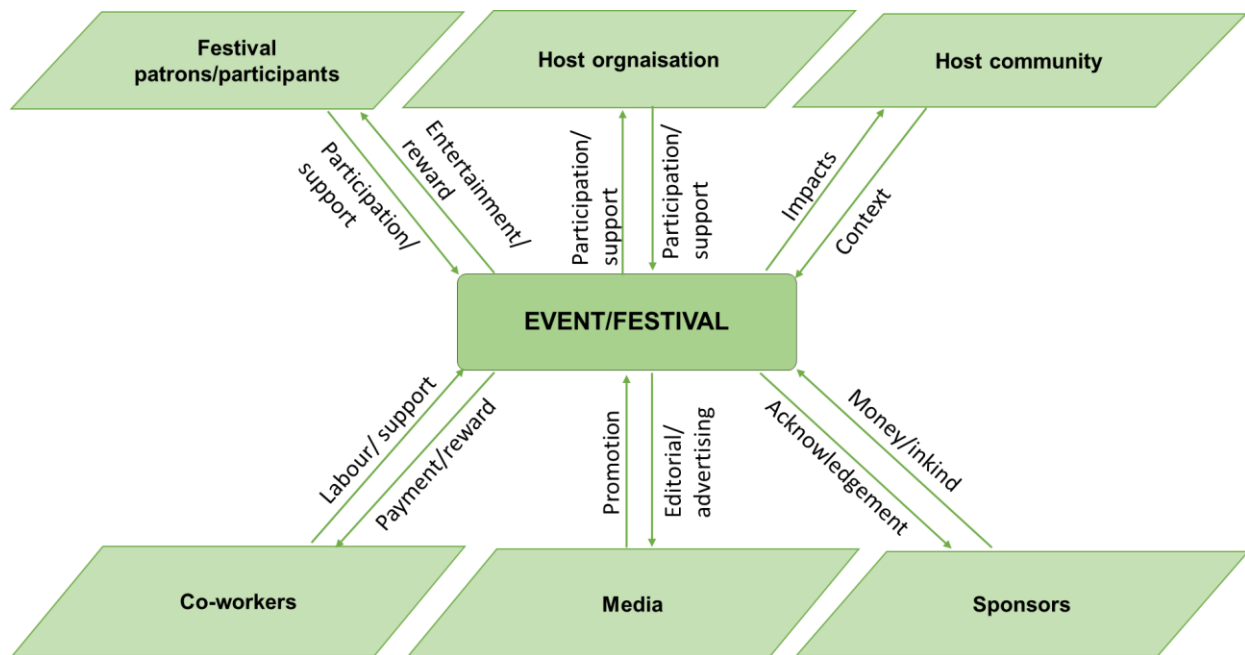 Festival
patrons/participants
Host orgnaisation
Host community
Participation/
support
Entertainment/
reward
Participation/
support
Participation/
support
Impacts
Context
EVENT/FESTIVAL
Labour/ support
Payment/reward
Promotion
Editorial/
advertising
Acknowledgement
Money/inkind
Co-workers
Media
Sponsors